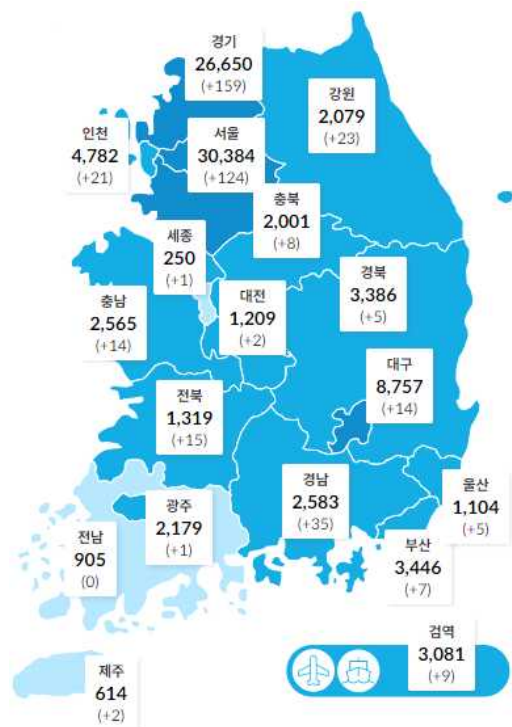 경기
26,650
(+159)
강원
2,079
(+23)
인천
4,782
(+21)
서울
30,384
(+124)
충북
2,001
(+8)
세종
250
(+1)
경북
3,386
(+5)
충남
2,565
(+14)
대전
1,209
(+2)
대구
8,757
(+14)
전북
1,319
(+15)
경남
2,583
(+35)
울산
1,104
(+5)
광주
2,179
(+1)
전남
905
(0)
부산
3,446
(+7)
검역
3,081
(+9)
제주
614
(+2)